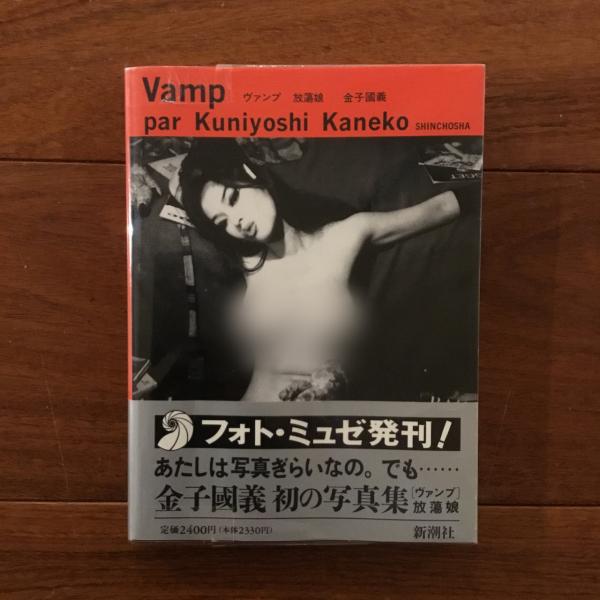 Vamp ヴァンプ 放蕩娘 金子國義
par Kuniyoshi Kaneko SHINCHOSHA
フォト・ミュゼ発刊!
あたしは写真ぎらいなの。でも……
金子國義 初の写真集[ヴァンプ]放蕩娘
定価2400円(本体2330円) 新潮社